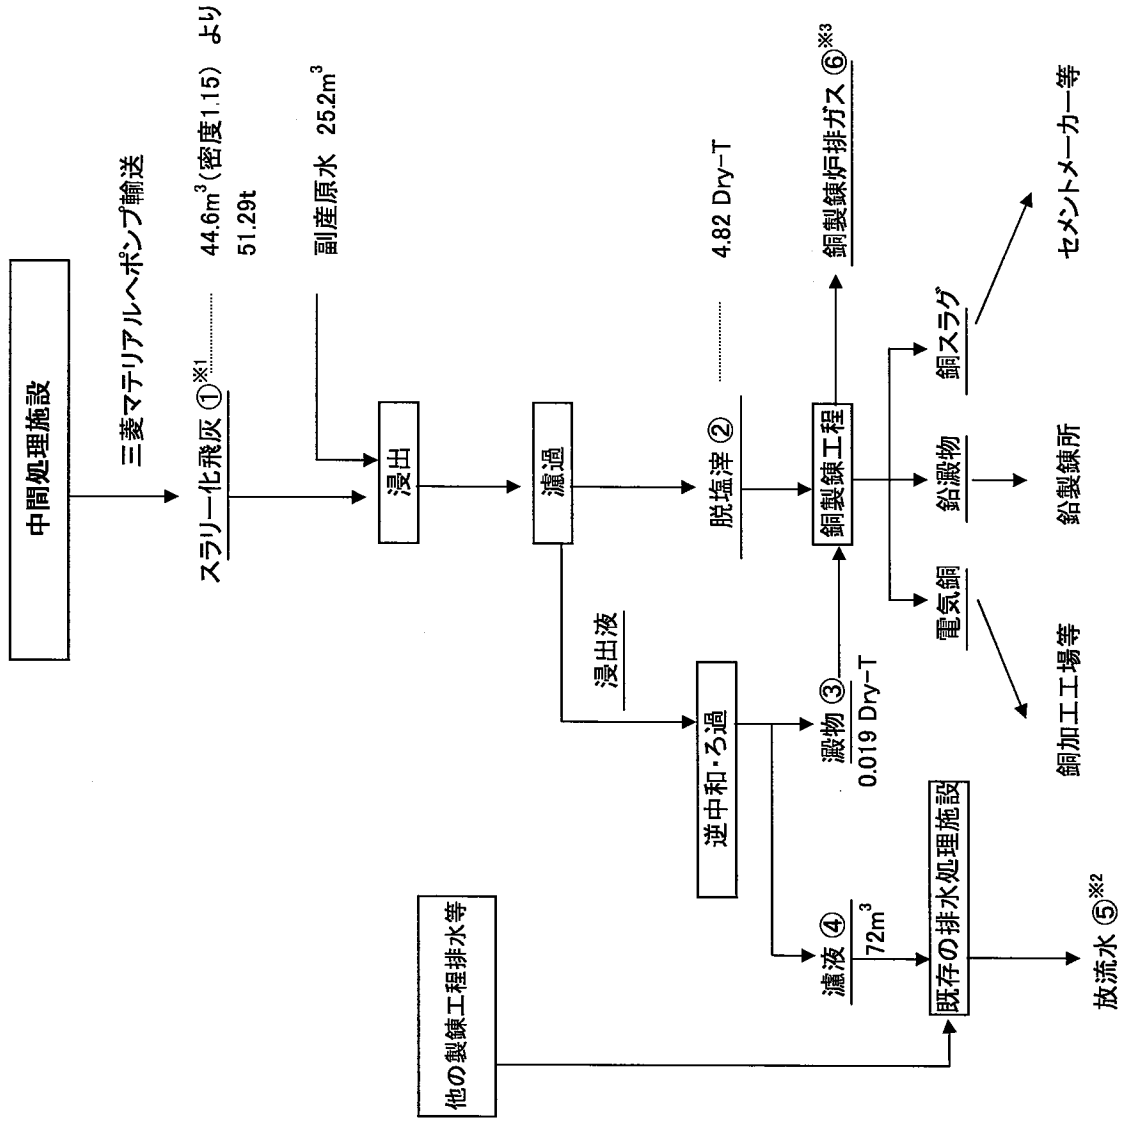 中間処理施設
三菱マテリアルへポンプ輸送
スラリー化飛灰 ①※1
44.6m³(密度1.15) より
51.29t
副産原水 25.2m³
浸出
濾過
浸出液
他の製錬工程排水等
逆中和・ろ過
脱塩滓 ②
4.82 Dry-T
濾液 ④
72m³
澱物 ③
0.019 Dry-T
銅製錬工程
銅製錬炉排ガス ⑥※3
既存の排水処理施設
電気銅
鉛澱物
銅スラグ
放流水 ⑤※2
銅加工工場等
鉛製錬所
セメントメーカー等